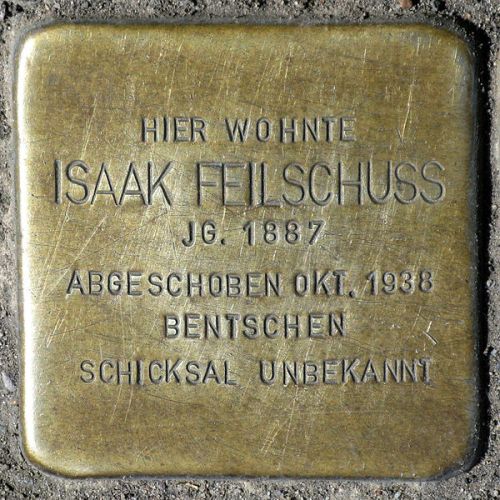 HIER WOHNTE
ISAAK FEILSCHUSS
JG. 1887
ABGESCHOBEN OKT. 1938
BENTSCHEN
SCHICKSAL UNBEKANNT